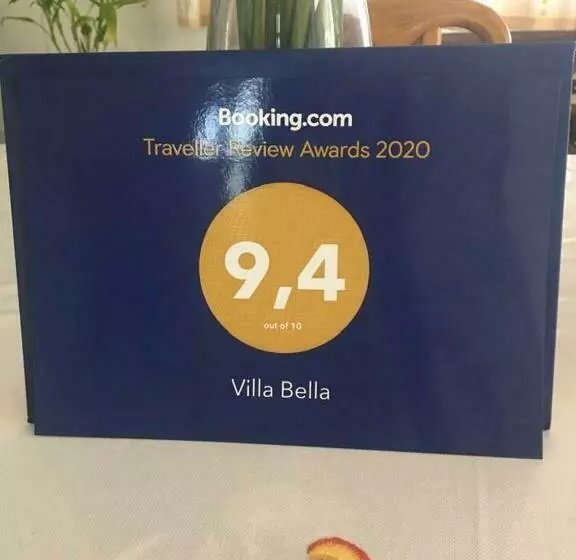 Booking.com
Traveller Review Awards 2020
9,4
out of 10
Villa Bella